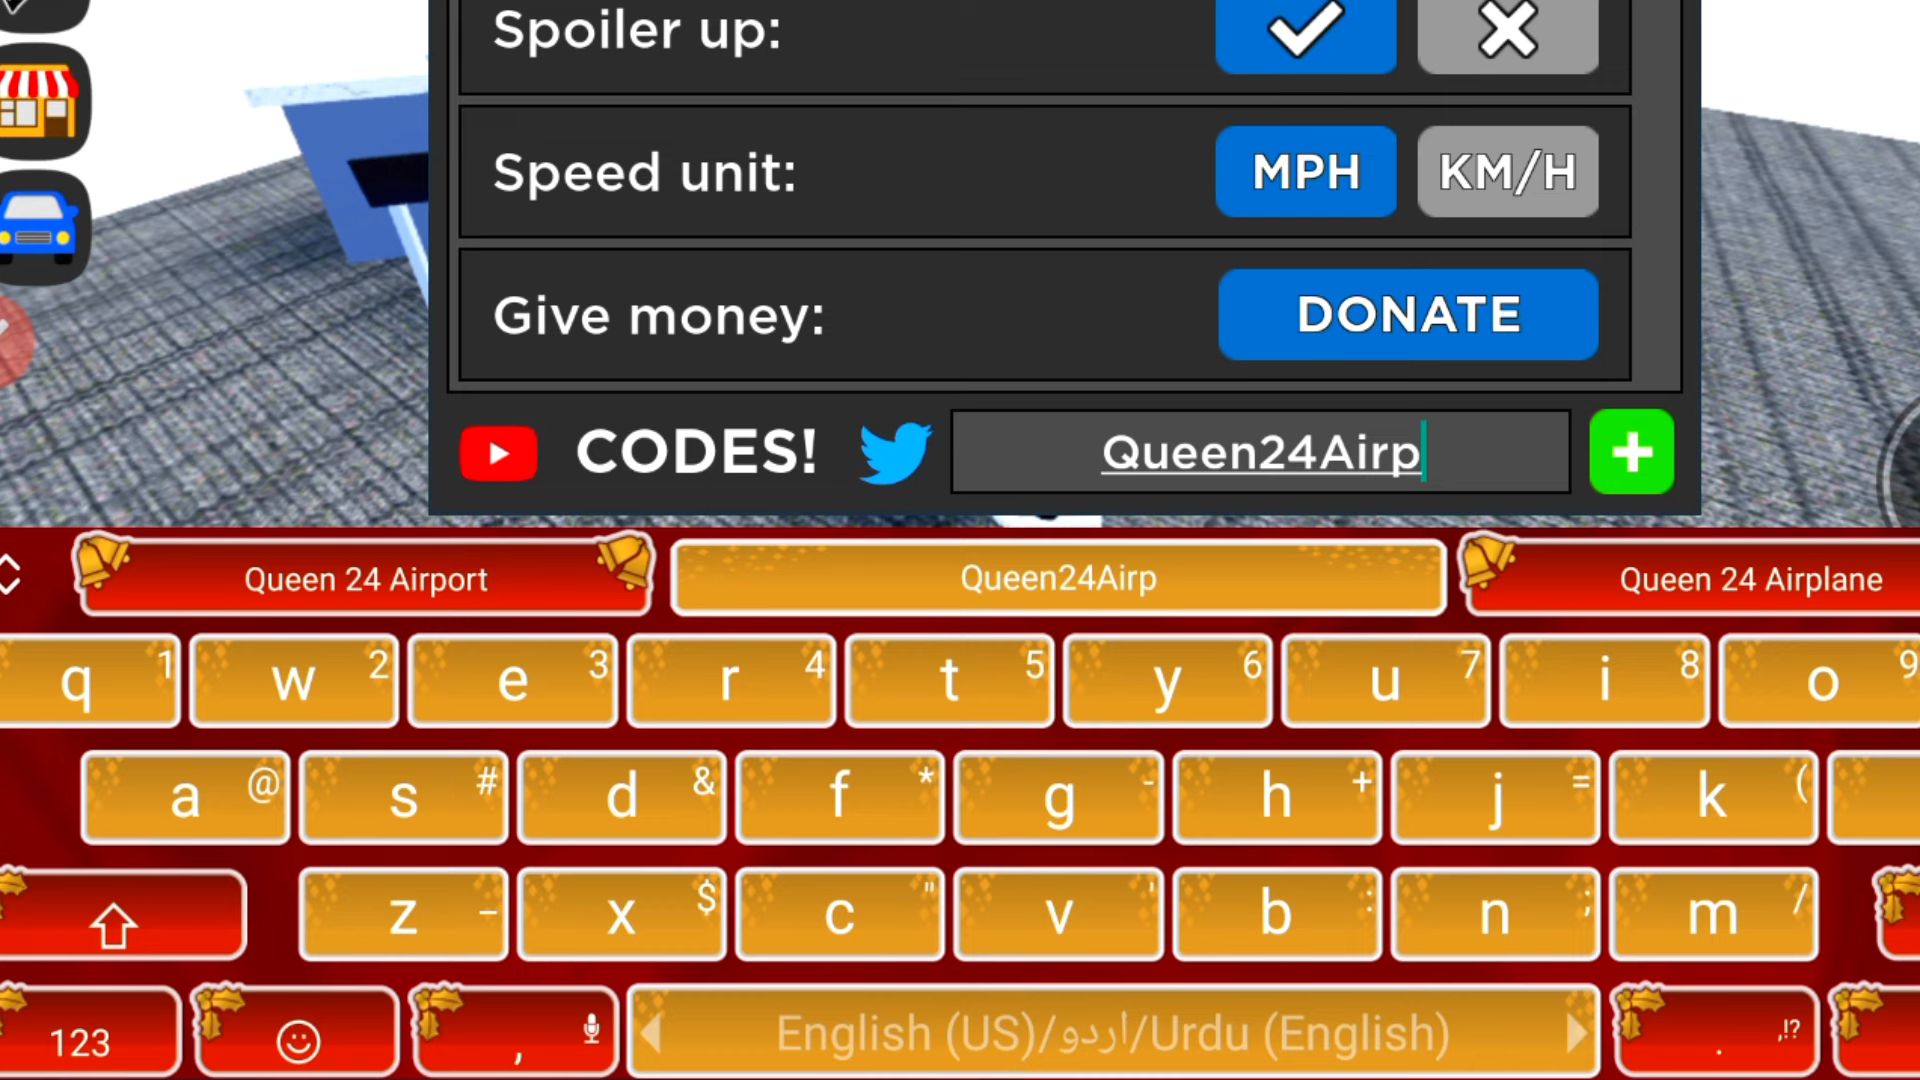 Spoiler up:
Speed unit: MPH KM/H
Give money: DONATE
CODES! Queen24Airp
Queen 24 Airport Queen24Airp Queen 24 Airplane
q 1 w 2 e 3 r 4 t 5 y 6 u 7 i 8 o 9
a @ s # d & f * g - h + j = k (
z _ x $ c " v ' b : n ; m /
123 , English (US)/اردو/Urdu (English) . ,!?